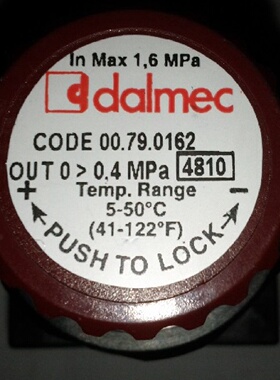 In Max 1,6 MPa
dalmec
CODE 00.79.0162
OUT 0 > 0,4 MPa 4810
+ Temp. Range -
5-50°C
(41-122°F)
PUSH TO LOCK